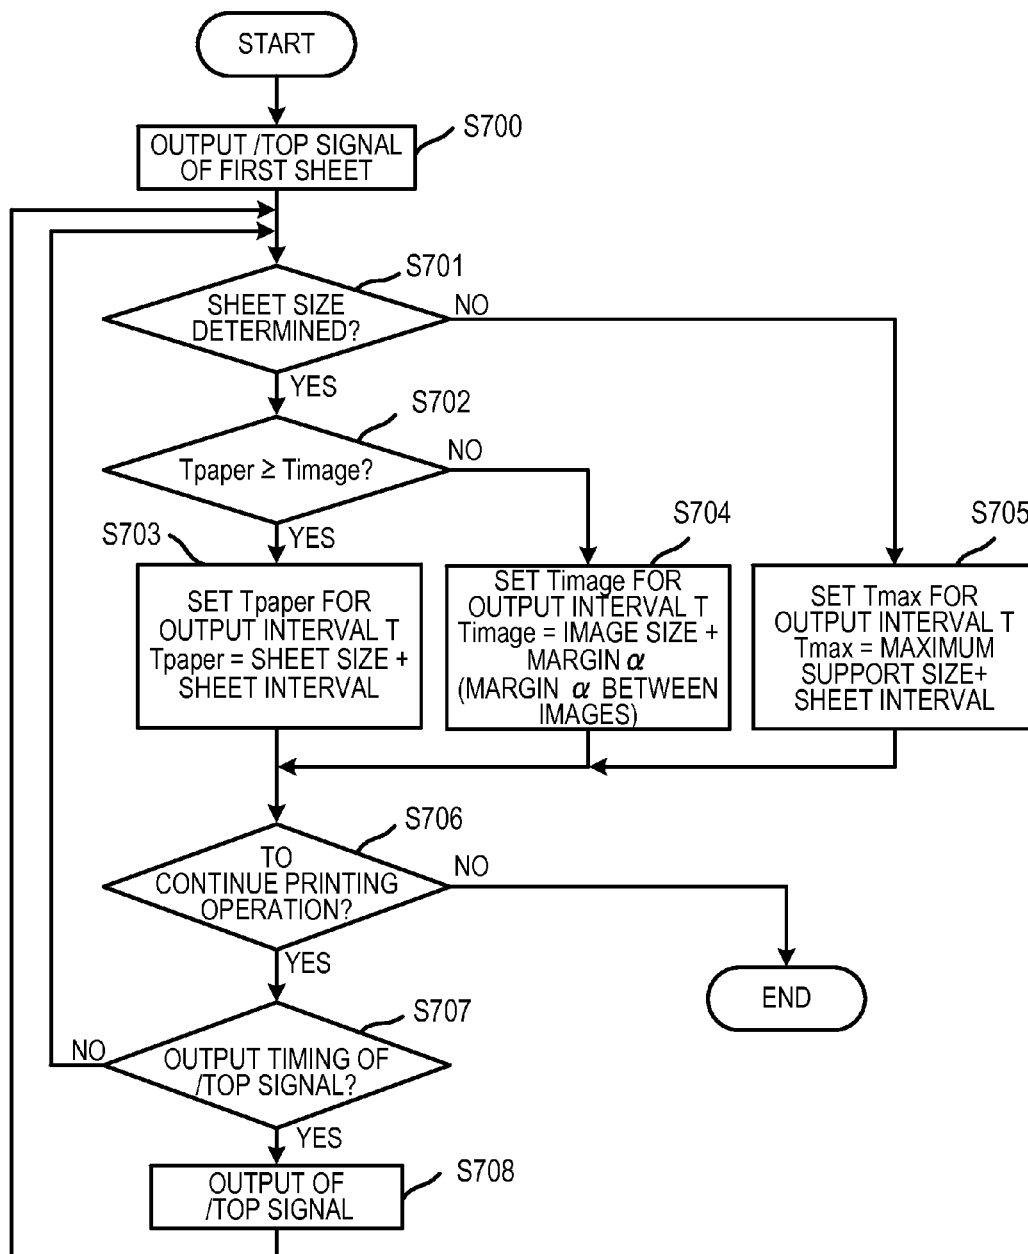 START
S700
OUTPUT /TOP SIGNAL
OF FIRST SHEET
S701
SHEET SIZE
DETERMINED?
NO
YES
S702
Tpaper ≥ Timage?
NO
YES
S703
SET Tpaper FOR
OUTPUT INTERVAL T
Tpaper = SHEET SIZE +
SHEET INTERVAL
S704
SET Timage FOR
OUTPUT INTERVAL T
Timage = IMAGE SIZE +
MARGIN α
(MARGIN α BETWEEN
IMAGES)
S705
SET Tmax FOR
OUTPUT INTERVAL T
Tmax = MAXIMUM
SUPPORT SIZE+
SHEET INTERVAL
S706
TO
CONTINUE PRINTING
OPERATION?
NO
YES
END
S707
OUTPUT TIMING OF
/TOP SIGNAL?
NO
YES
S708
OUTPUT OF
/TOP SIGNAL